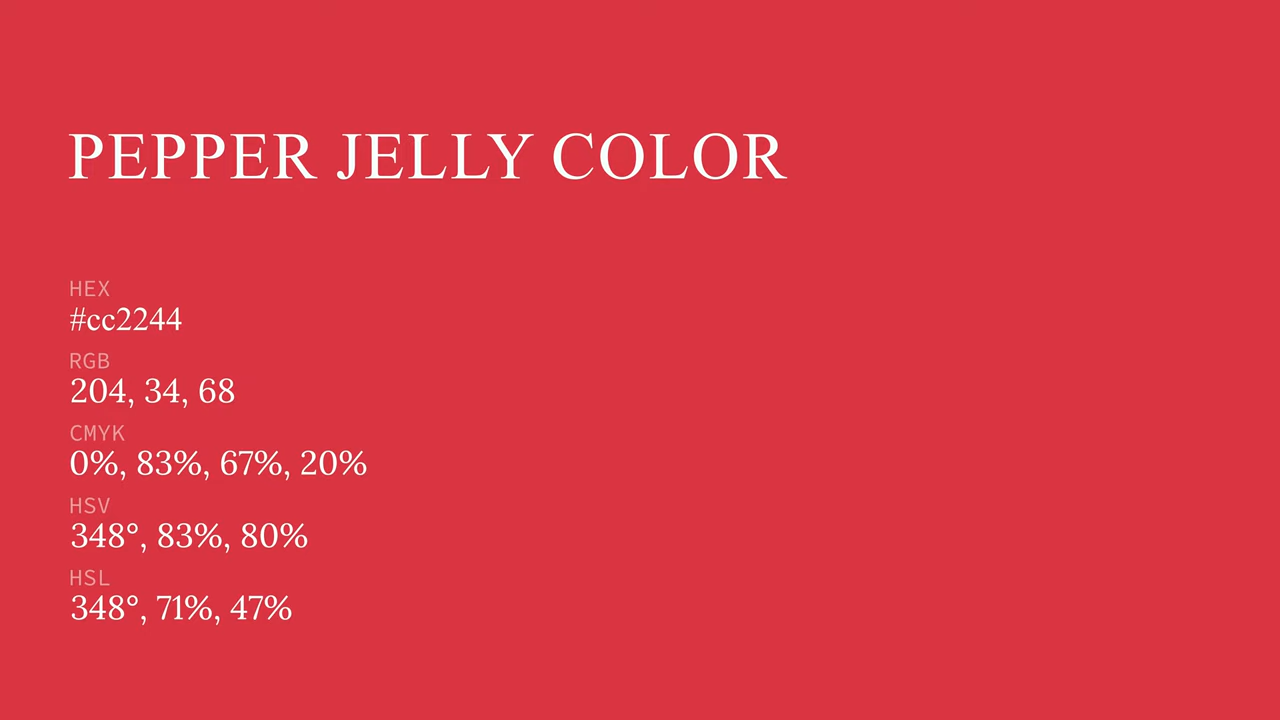 PEPPER JELLY COLOR
HEX
#cc2244
RGB
204, 34, 68
CMYK
0%, 83%, 67%, 20%
HSV
348°, 83%, 80%
HSL
348°, 71%, 47%